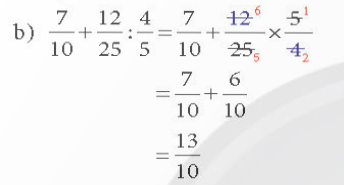 b) 7/10 + 12/25 : 4/5 = 7/10 + 12⁶/25₅ × 5¹/4₂
= 7/10 + 6/10
= 13/10